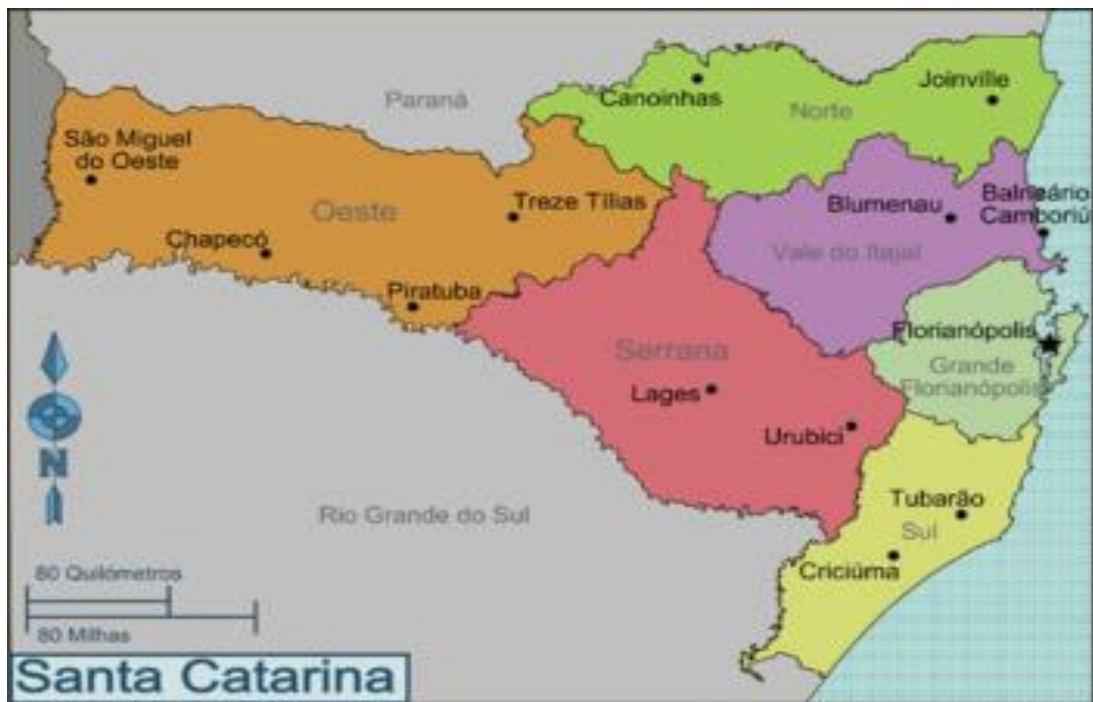 Paraná
Canoinhas
Norte
Joinville
São Miguel
do Oeste
Oeste
Treze Tílias
Chapecó
Piratuba
Blumenau
Balneário
Camboriú
Vale do Itajaí
Serrana
Lages
Urubici
Florianópolis
Grande
Florianópolis
Tubarão
Sul
Criciúma
Rio Grande do Sul
N
80 Quilómetros
80 Milhas
Santa Catarina